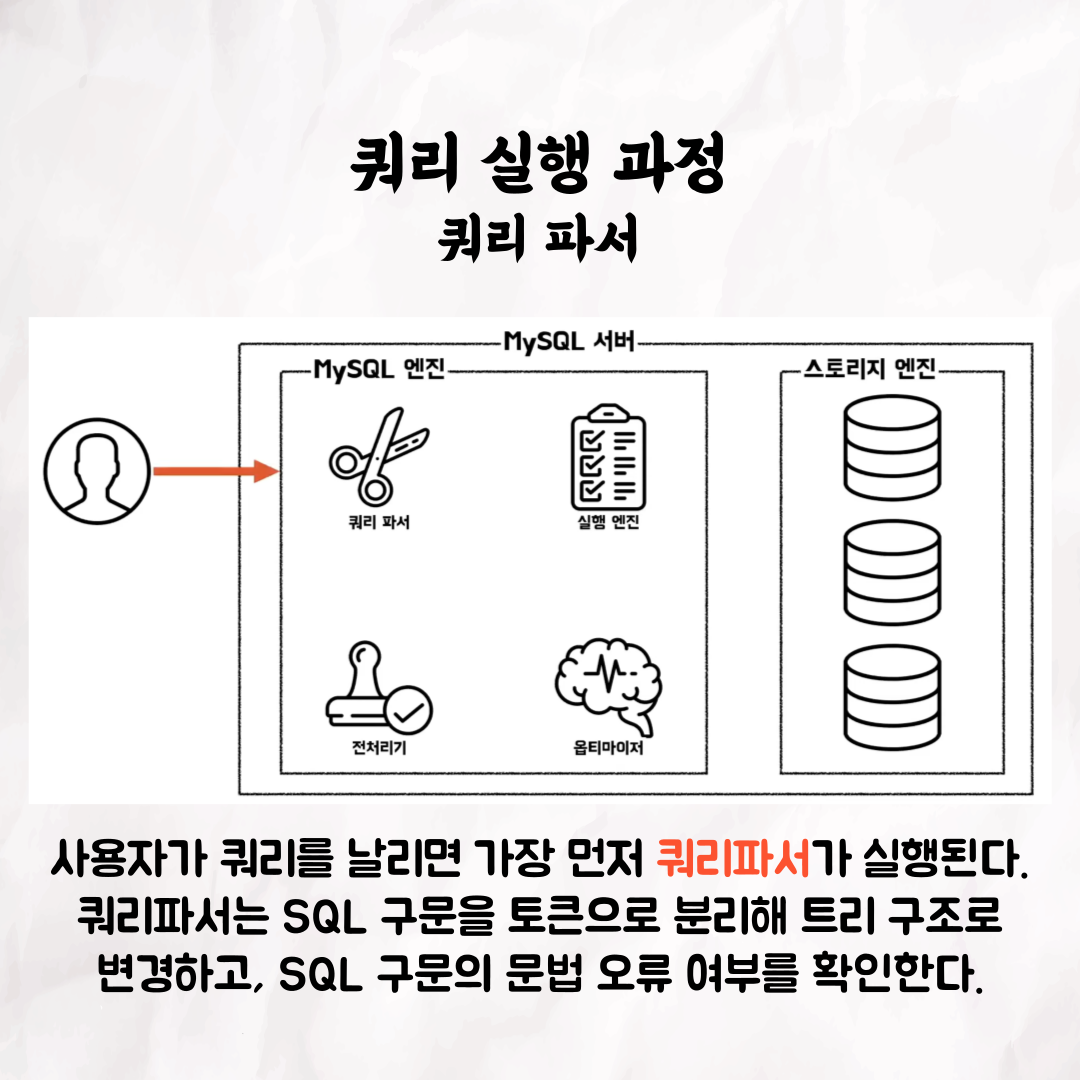 쿼리 실행 과정
쿼리 파서
MySQL 서버
MySQL 엔진
스토리지 엔진
쿼리 파서
실행 엔진
전처리기
옵티마이저
사용자가 쿼리를 날리면 가장 먼저 쿼리파서가 실행된다.
쿼리파서는 SQL 구문을 토큰으로 분리해 트리 구조로
변경하고, SQL 구문의 문법 오류 여부를 확인한다.